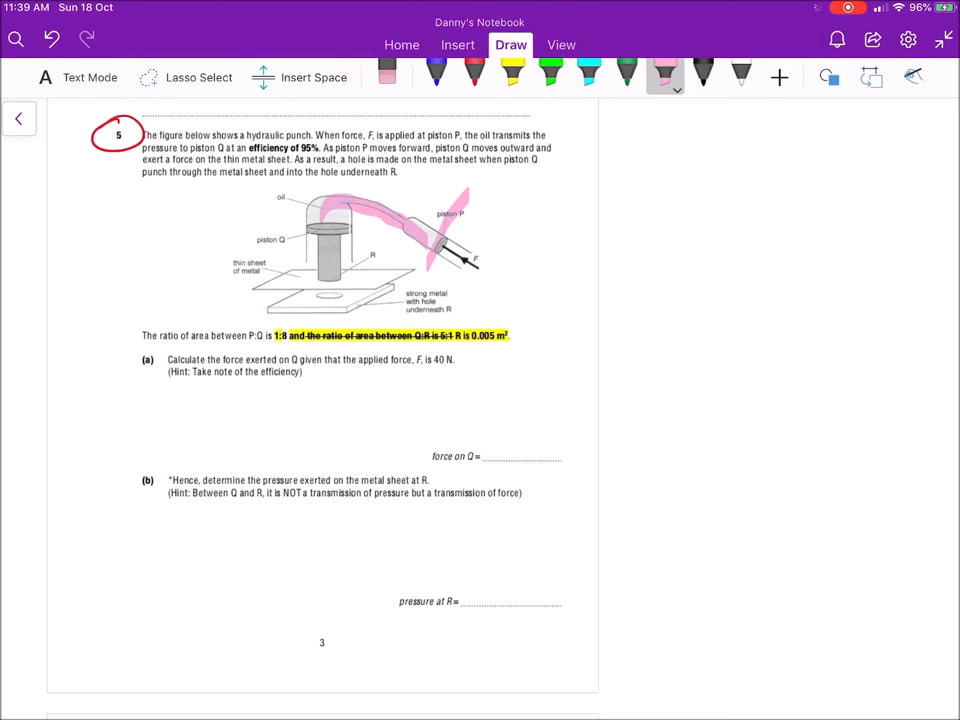 11:39 AM Sun 18 Oct
96%
Danny's Notebook
Home Insert Draw View
A Text Mode Lasso Select Insert Space
5 The figure below shows a hydraulic punch. When force, F, is applied at piston P, the oil transmits the
pressure to piston Q at an efficiency of 95%. As piston P moves forward, piston Q moves outward and
exert a force on the thin metal sheet. As a result, a hole is made on the metal sheet when piston Q
punch through the metal sheet and into the hole underneath R.
oil
piston P
piston Q
R
F
thin sheet
of metal
strong metal
with hole
underneath R
The ratio of area between P:Q is 1:8 and the ratio of area between Q:R is 5:1 R is 0.005 m².
(a) Calculate the force exerted on Q given that the applied force, F, is 40 N.
(Hint: Take note of the efficiency)
force on Q =
(b) *Hence, determine the pressure exerted on the metal sheet at R.
(Hint: Between Q and R, it is NOT a transmission of pressure but a transmission of force)
pressure at R=
3